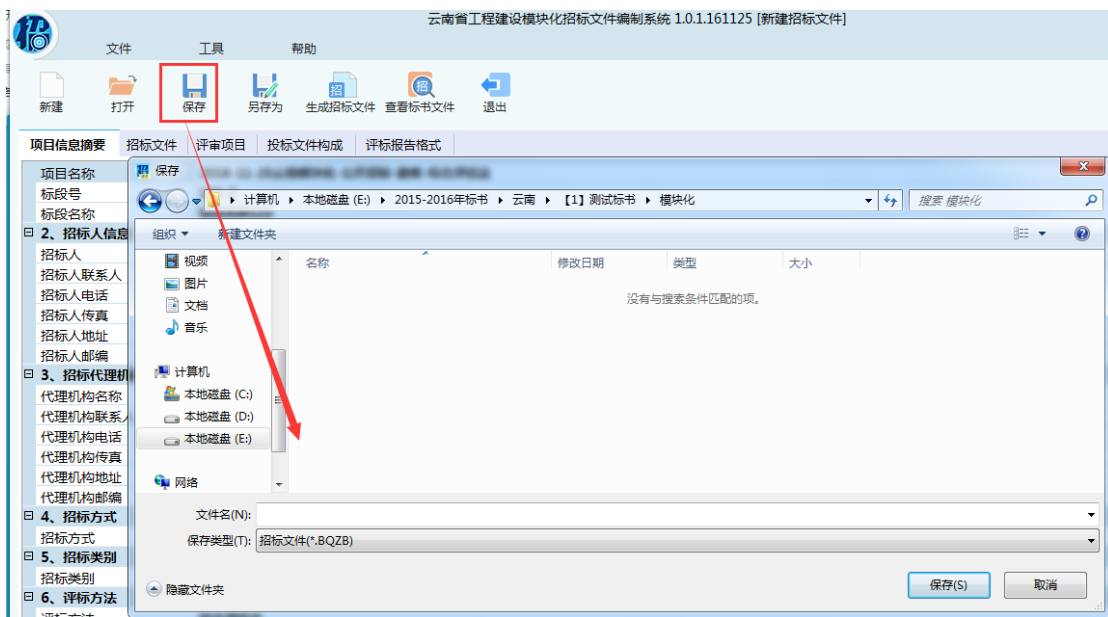 云南省工程建设模块化招标文件编制系统 1.0.1.161125 [新建招标文件]
文件 工具 帮助
新建 打开 保存 另存为 生成招标文件 查看标书文件 退出
项目信息摘要 招标文件 评审项目 投标文件构成 评标报告格式
项目名称
标段号
标段名称
2、招标人信息
招标人
招标人联系人
招标人电话
招标人传真
招标人地址
招标人邮编
3、招标代理机
代理机构名称
代理机构联系人
代理机构电话
代理机构传真
代理机构地址
代理机构邮编
4、招标方式
招标方式
5、招标类别
招标类别
6、评标方法
评标方法
保存
计算机 本地磁盘 (E:) 2015-2016年标书 云南 【1】测试标书 模块化
搜索 模块化
组织 新建文件夹
视频
图片
文档
音乐
计算机
本地磁盘 (C:)
本地磁盘 (D:)
本地磁盘 (E:)
网络
名称 修改日期 类型 大小
没有与搜索条件匹配的项。
文件名(N):
保存类型(T): 招标文件(*.BQZB)
隐藏文件夹
保存(S) 取消